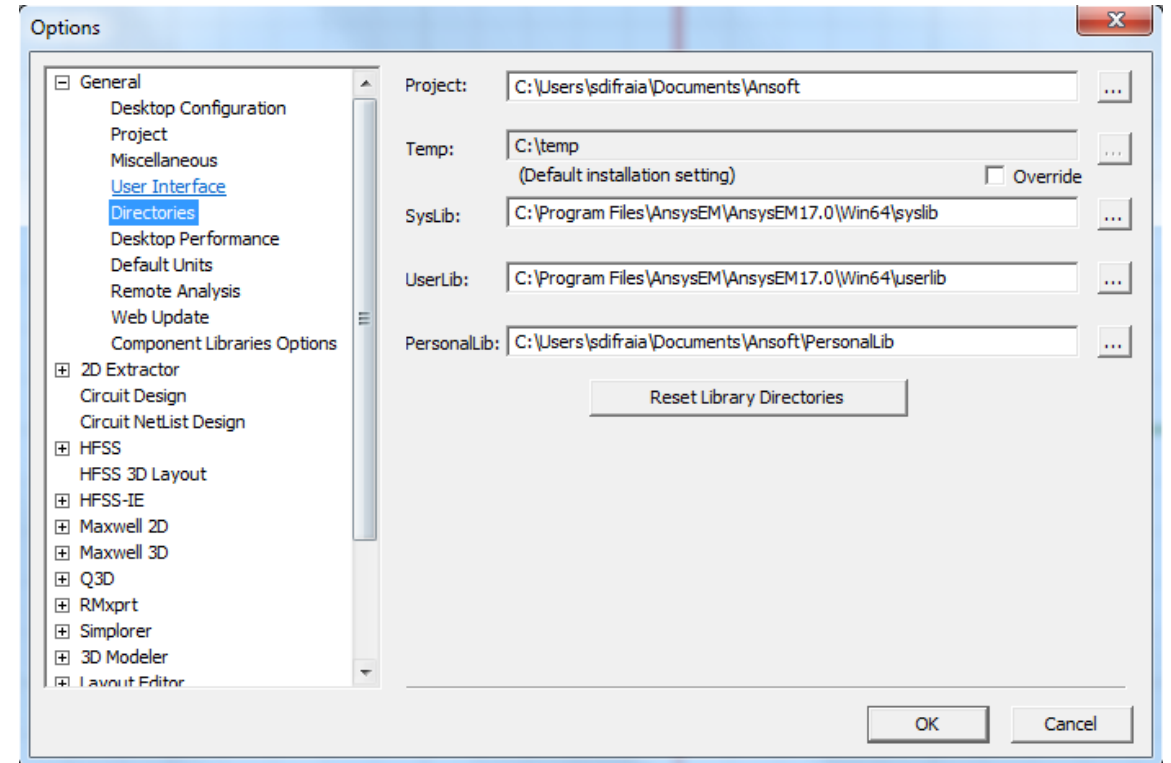 Options
General
Desktop Configuration
Project
Miscellaneous
User Interface
Directories
Desktop Performance
Default Units
Remote Analysis
Web Update
Component Libraries Options
2D Extractor
Circuit Design
Circuit NetList Design
HFSS
HFSS 3D Layout
HFSS-IE
Maxwell 2D
Maxwell 3D
Q3D
RMxprt
Simplorer
3D Modeler
Layout Editor
Project: C:\Users\sdifraia\Documents\Ansoft ...
Temp: C:\temp ...
(Default installation setting) Override
SysLib: C:\Program Files\AnsysEM\AnsysEM17.0\Win64\syslib ...
UserLib: C:\Program Files\AnsysEM\AnsysEM17.0\Win64\userlib ...
PersonalLib: C:\Users\sdifraia\Documents\Ansoft\PersonalLib ...
Reset Library Directories
OK Cancel